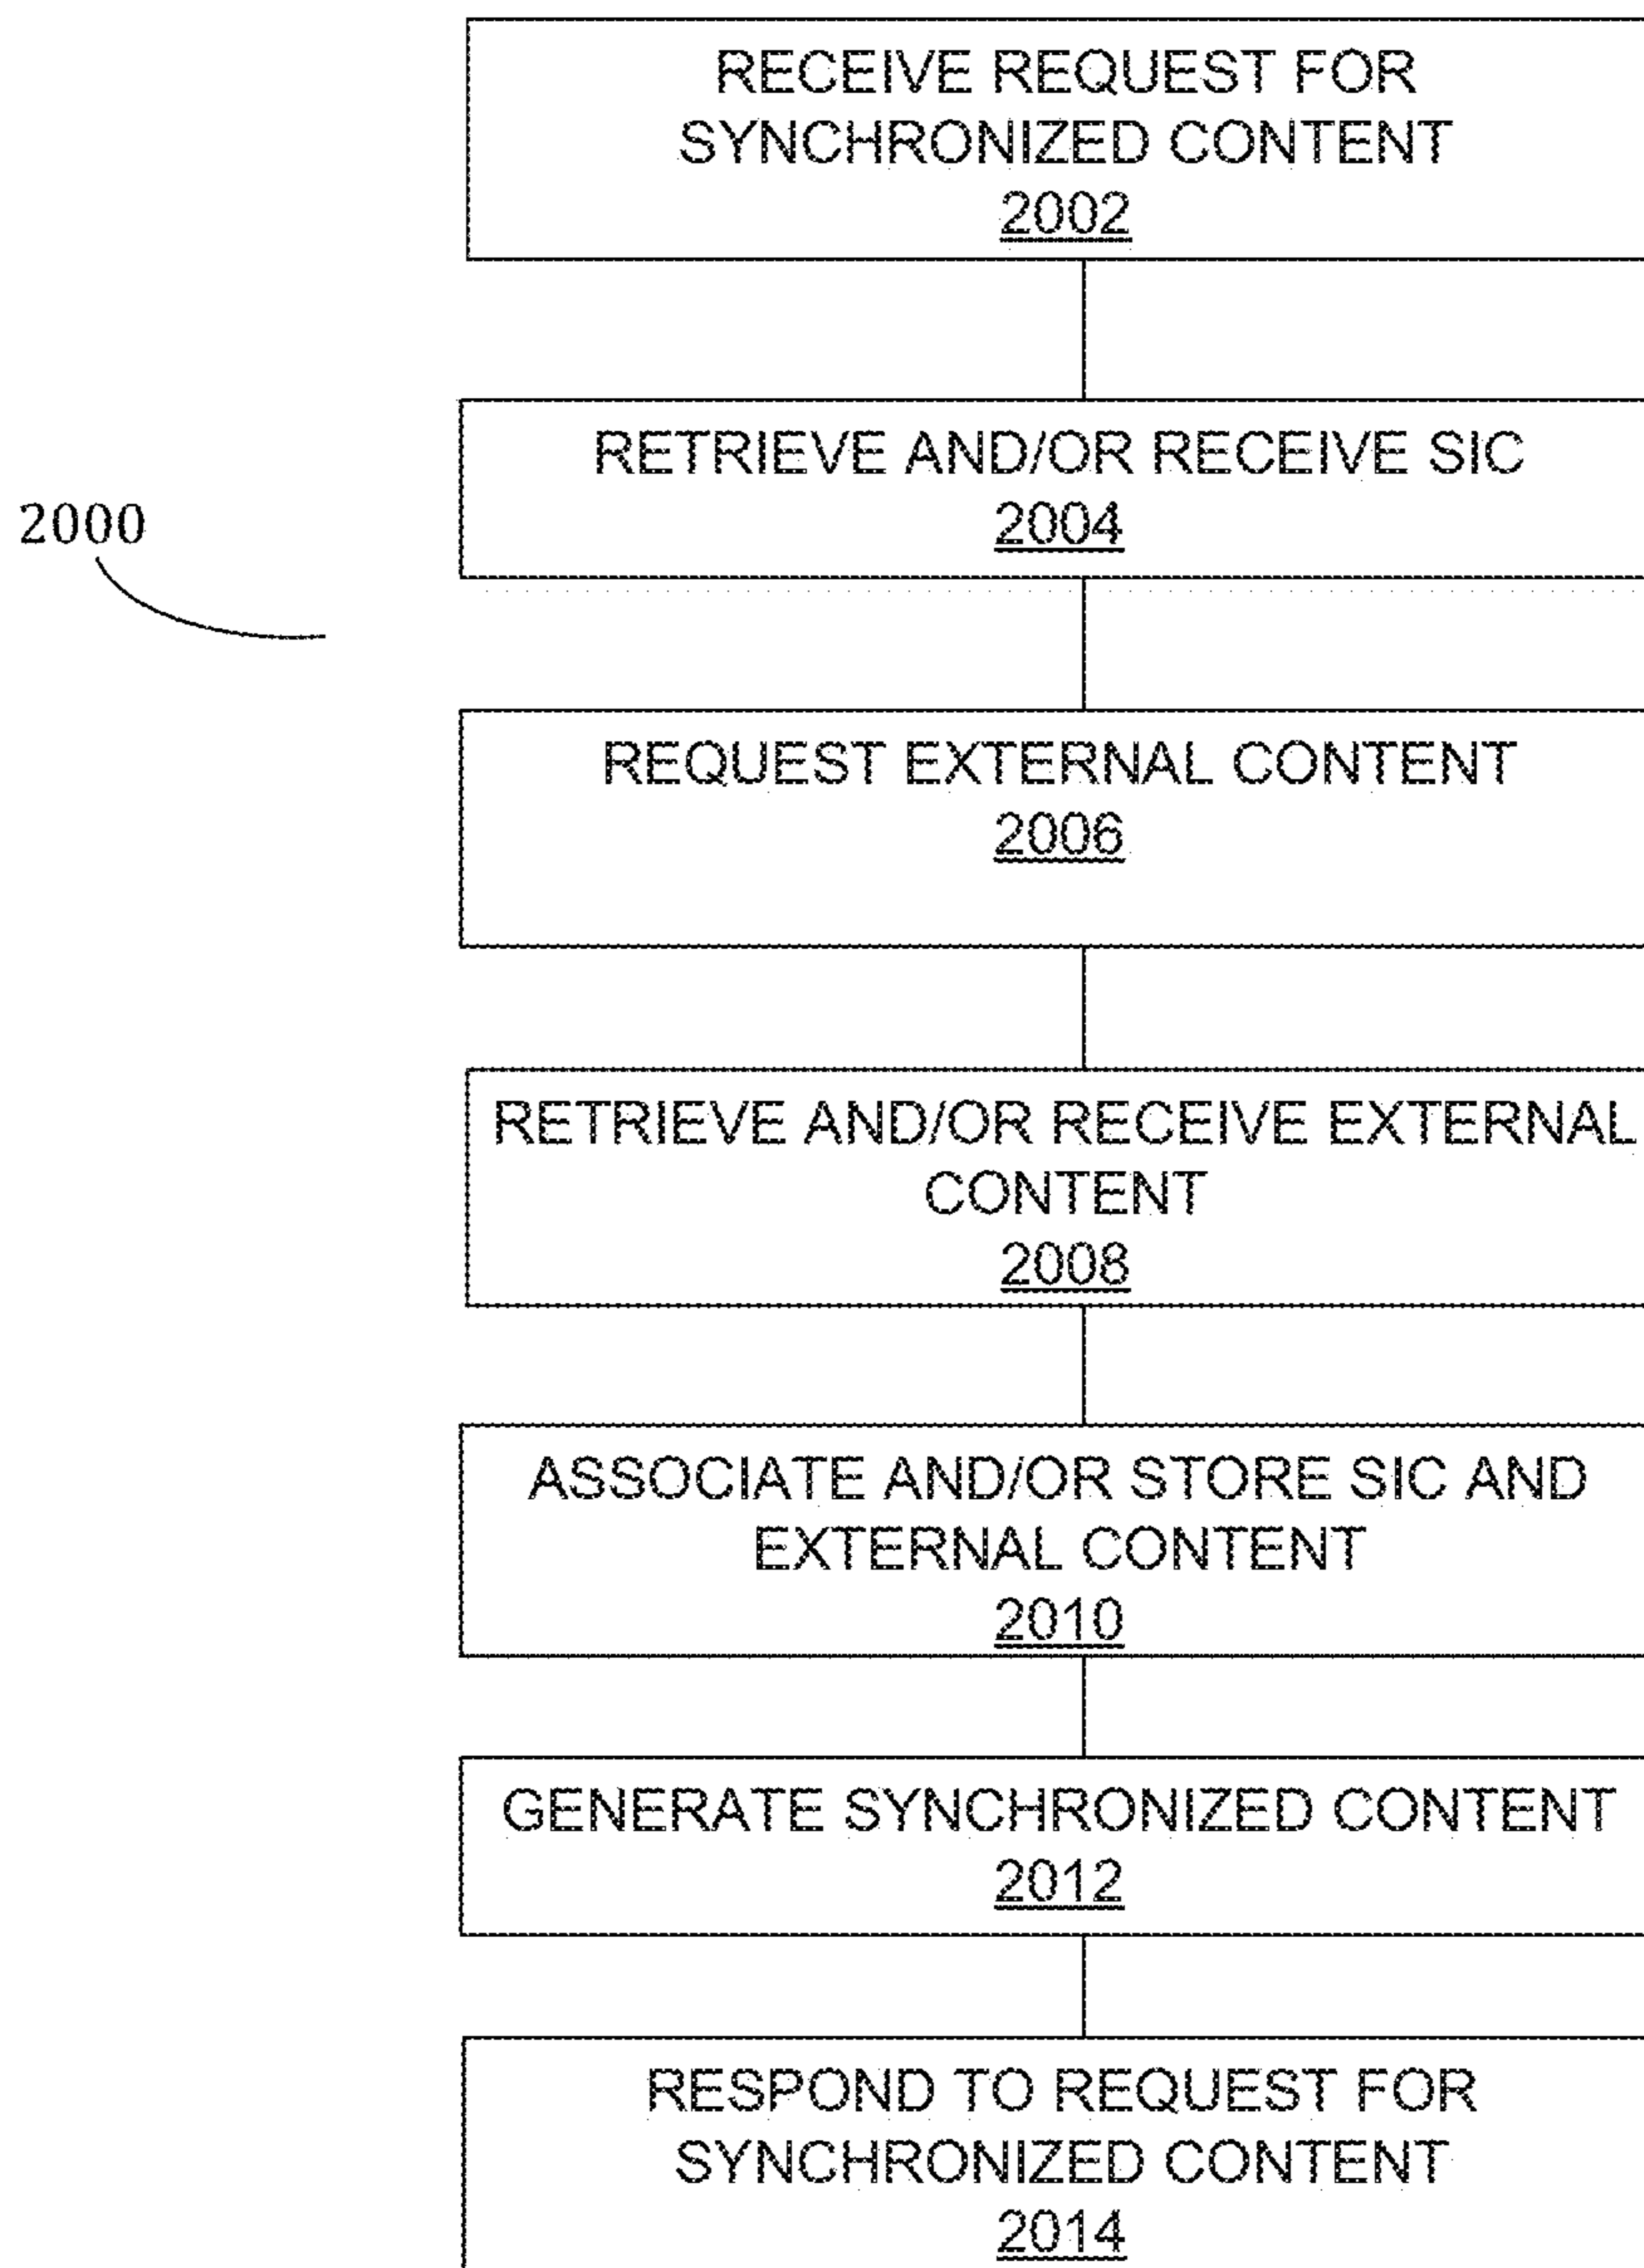 RECEIVE REQUEST FOR
SYNCHRONIZED CONTENT
2002
RETRIEVE AND/OR RECEIVE SIC
2004
2000
REQUEST EXTERNAL CONTENT
2006
RETRIEVE AND/OR RECEIVE EXTERNAL
CONTENT
2008
ASSOCIATE AND/OR STORE SIC AND
EXTERNAL CONTENT
2010
GENERATE SYNCHRONIZED CONTENT
2012
RESPOND TO REQUEST FOR
SYNCHRONIZED CONTENT
2014